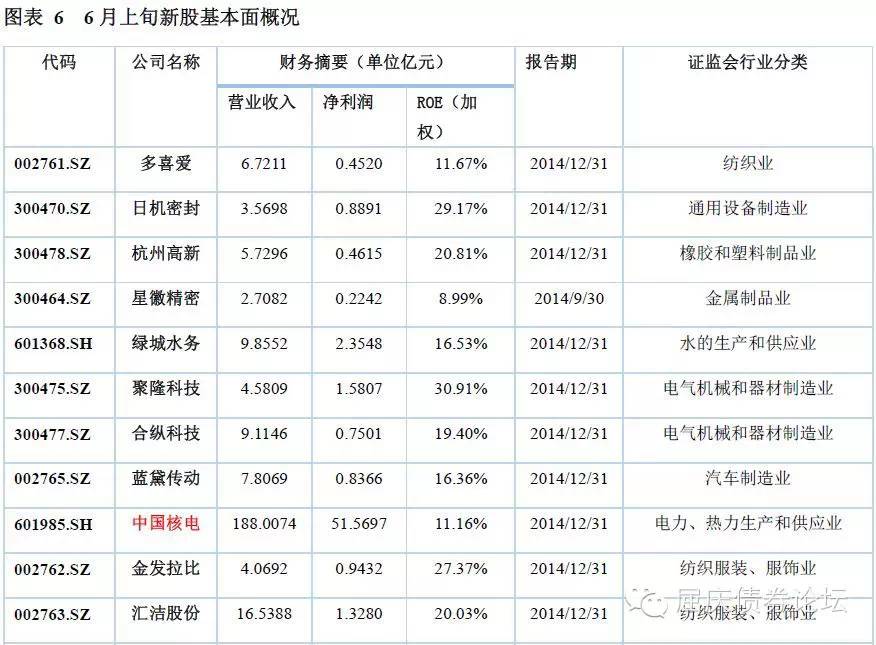 图表 6 6月上旬新股基本面概况
代码 公司名称 财务摘要（单位亿元） 报告期 证监会行业分类
营业收入 净利润 ROE（加权）
002761.SZ 多喜爱 6.7211 0.4520 11.67% 2014/12/31 纺织业
300470.SZ 日机密封 3.5698 0.8891 29.17% 2014/12/31 通用设备制造业
300478.SZ 杭州高新 5.7296 0.4615 20.81% 2014/12/31 橡胶和塑料制品业
300464.SZ 星徽精密 2.7082 0.2242 8.99% 2014/9/30 金属制品业
601368.SH 绿城水务 9.8552 2.3548 16.53% 2014/12/31 水的生产和供应业
300475.SZ 聚隆科技 4.5809 1.5807 30.91% 2014/12/31 电气机械和器材制造业
300477.SZ 合纵科技 9.1146 0.7501 19.40% 2014/12/31 电气机械和器材制造业
002765.SZ 蓝黛传动 7.8069 0.8366 16.36% 2014/12/31 汽车制造业
601985.SH 中国核电 188.0074 51.5697 11.16% 2014/12/31 电力、热力生产和供应业
002762.SZ 金发拉比 4.0692 0.9432 27.37% 2014/12/31 纺织服装、服饰业
002763.SZ 汇洁股份 16.5388 1.3280 20.03% 2014/12/31 纺织服装、服饰业
屈庆债券论坛